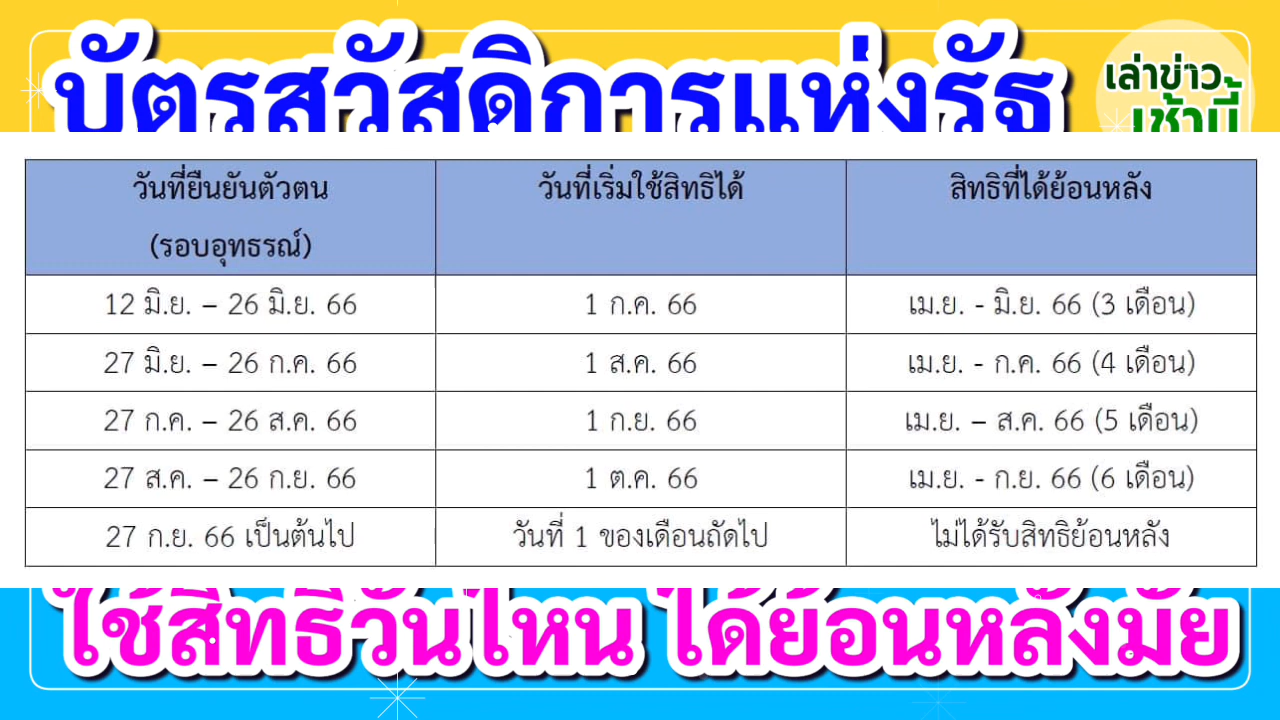 บัตรสวัสดิการแห่งรัฐ
เล่าข่าว
เช้านี้
วันที่ยืนยันตัวตน
(รอบอุทธรณ์)
วันที่เริ่มใช้สิทธิได้
สิทธิที่ได้ย้อนหลัง
12 มิ.ย. – 26 มิ.ย. 66
1 ก.ค. 66
เม.ย. - มิ.ย. 66 (3 เดือน)
27 มิ.ย. – 26 ก.ค. 66
1 ส.ค. 66
เม.ย. - ก.ค. 66 (4 เดือน)
27 ก.ค. – 26 ส.ค. 66
1 ก.ย. 66
เม.ย. – ส.ค. 66 (5 เดือน)
27 ส.ค. – 26 ก.ย. 66
1 ต.ค. 66
เม.ย. - ก.ย. 66 (6 เดือน)
27 ก.ย. 66 เป็นต้นไป
วันที่ 1 ของเดือนถัดไป
ไม่ได้รับสิทธิย้อนหลัง
ใช้สิทธิวันไหน ได้ย้อนหลังมั้ย